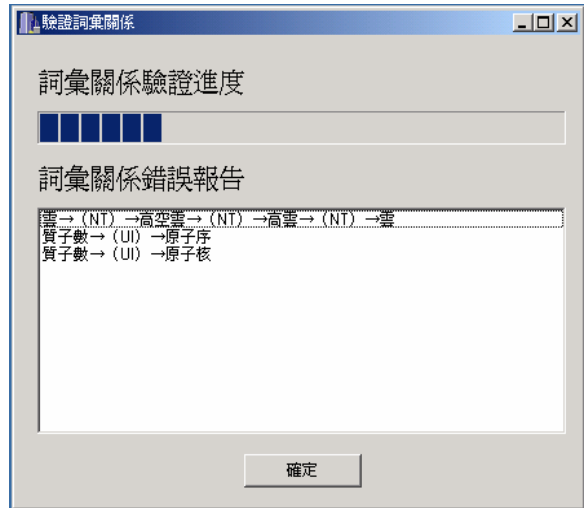 驗證詞彙關係
詞彙關係驗證進度
詞彙關係錯誤報告
雲→（NT）→高空雲→（NT）→高雲→（NT）→雲
質子數→（UI）→原子序
質子數→（UI）→原子核
確定